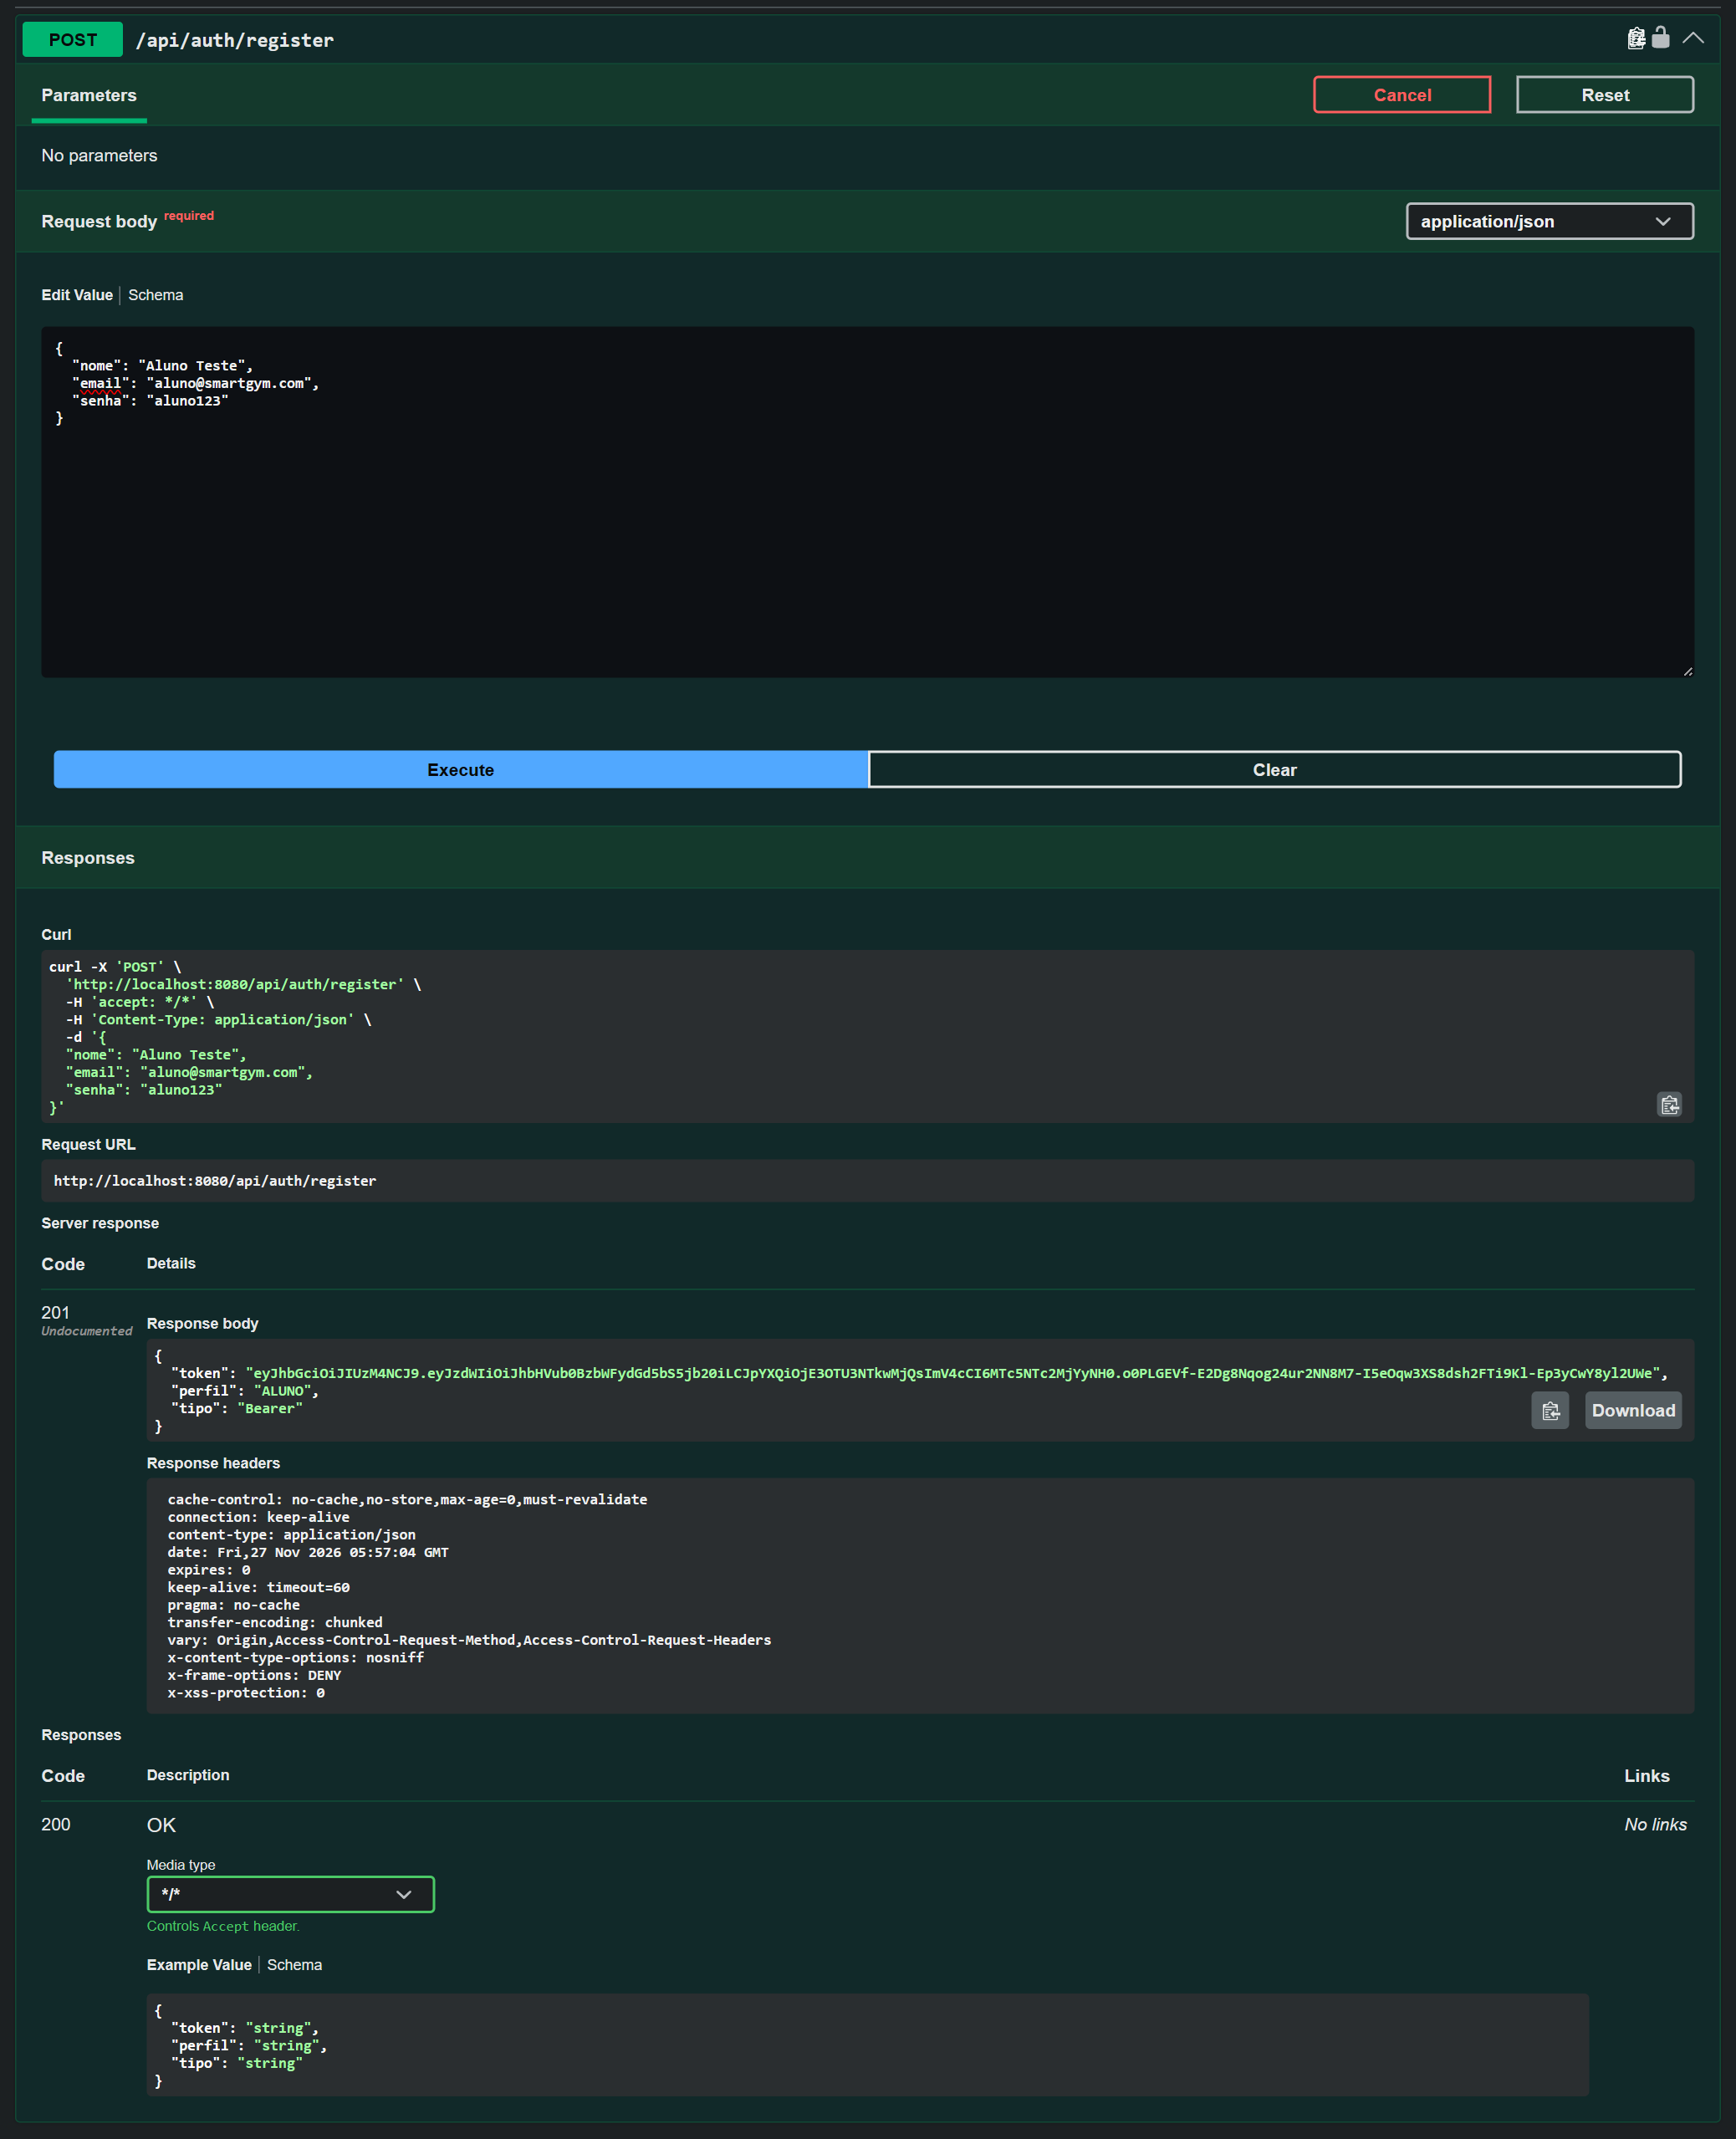 POST /api/auth/register
Parameters Cancel Reset
No parameters
Request body required application/json
Edit Value Schema
{
"nome": "Aluno Teste",
"email": "aluno@smartgym.com",
"senha": "aluno123"
}
Execute Clear
Responses
Curl
curl -X 'POST' \
'http://localhost:8080/api/auth/register' \
-H 'accept: */*' \
-H 'Content-Type: application/json' \
-d '{
"nome": "Aluno Teste",
"email": "aluno@smartgym.com",
"senha": "aluno123"
}'
Request URL
http://localhost:8080/api/auth/register
Server response
Code Details
201
Undocumented
Response body
{
"token": "eyJhbGciOiJIUzM4NCJ9.eyJzdWIiOiJhbHVub0BzbWFydGd5bS5jb20iLCJpYXQiOjE3OTU3NTkwMjQsImV4cCI6MTc5NTc2MjYyNH0.o0PLGEVf-E2Dg8Nqog24ur2NN8M7-I5eOqw3XS8dsh2FTi9Kl-Ep3yCwY8yl2UWe",
"perfil": "ALUNO",
"tipo": "Bearer"
}
Download
Response headers
cache-control: no-cache,no-store,max-age=0,must-revalidate
connection: keep-alive
content-type: application/json
date: Fri,27 Nov 2026 05:57:04 GMT
expires: 0
keep-alive: timeout=60
pragma: no-cache
transfer-encoding: chunked
vary: Origin,Access-Control-Request-Method,Access-Control-Request-Headers
x-content-type-options: nosniff
x-frame-options: DENY
x-xss-protection: 0
Responses
Code Description Links
200 OK No links
Media type
*/*
Controls Accept header.
Example Value Schema
{
"token": "string",
"perfil": "string",
"tipo": "string"
}